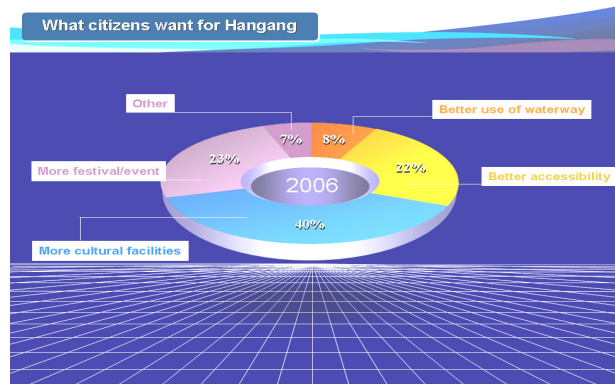 What citizens want for Hangang
Other
Better use of waterway
7%
8%
23%
22%
More festival/event
Better accessibility
2006
40%
More cultural facilities